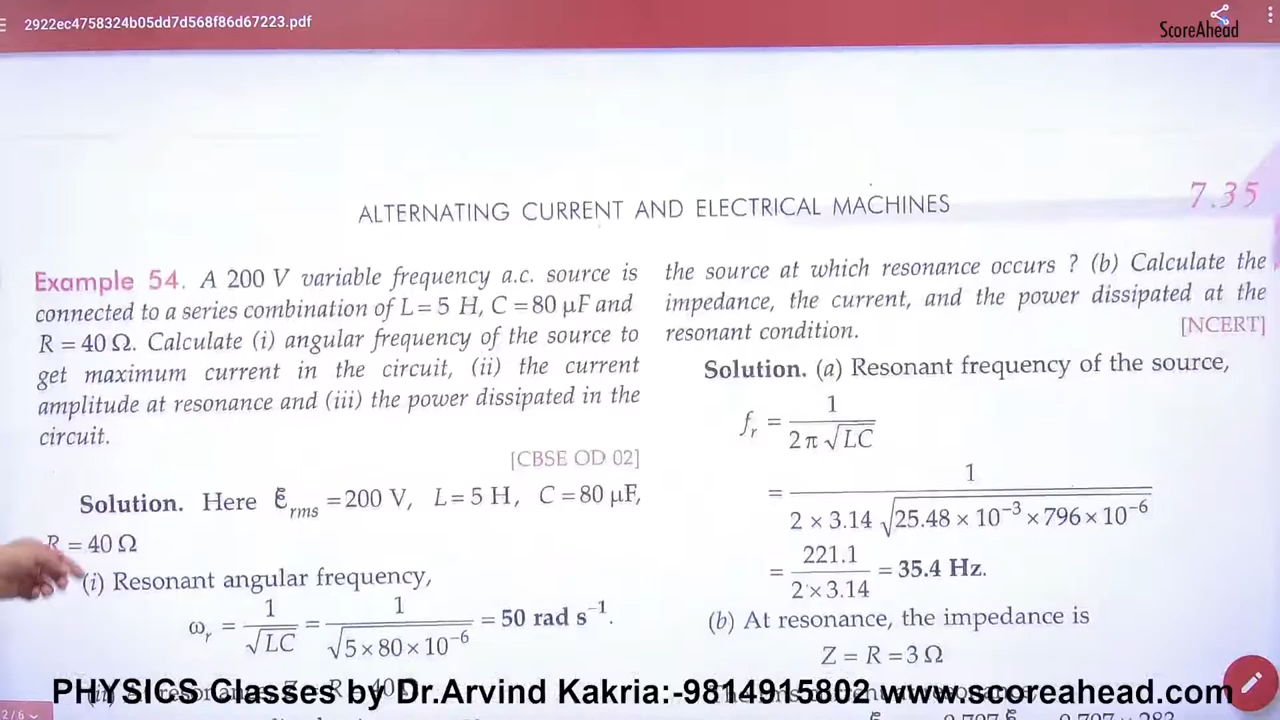 2922ec4758324b05dd7d568f86d67223.pdf
ScoreAhead
ALTERNATING CURRENT AND ELECTRICAL MACHINES
7.35
Example 54. A 200 V variable frequency a.c. source is
connected to a series combination of L = 5 H, C = 80 μF and
R = 40 Ω. Calculate (i) angular frequency of the source to
get maximum current in the circuit, (ii) the current
amplitude at resonance and (iii) the power dissipated in the
circuit.
[CBSE OD 02]
Solution. Here ℰrms = 200 V, L = 5 H, C = 80 μF,
R = 40 Ω
(i) Resonant angular frequency,
ωr = 1/√LC = 1/√5 × 80 × 10⁻⁶ = 50 rad s⁻¹.
the source at which resonance occurs ? (b) Calculate the
impedance, the current, and the power dissipated at the
resonant condition.
[NCERT]
Solution. (a) Resonant frequency of the source,
fr = 1/2π√LC
= 1/2 × 3.14 √25.48 × 10⁻³ × 796 × 10⁻⁶
= 221.1/2 × 3.14 = 35.4 Hz.
(b) At resonance, the impedance is
Z = R = 3 Ω
PHYSICS Classes by Dr.Arvind Kakria:-9814915802 www.scoreahead.com
2/6